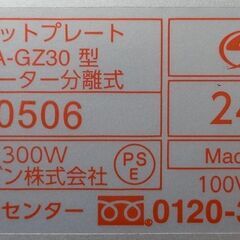 ットプレート
A-GZ30 型
ーター分離式
0506
24
300W
PS
E
Mad
ン株式会社
100V
センター 0120-3